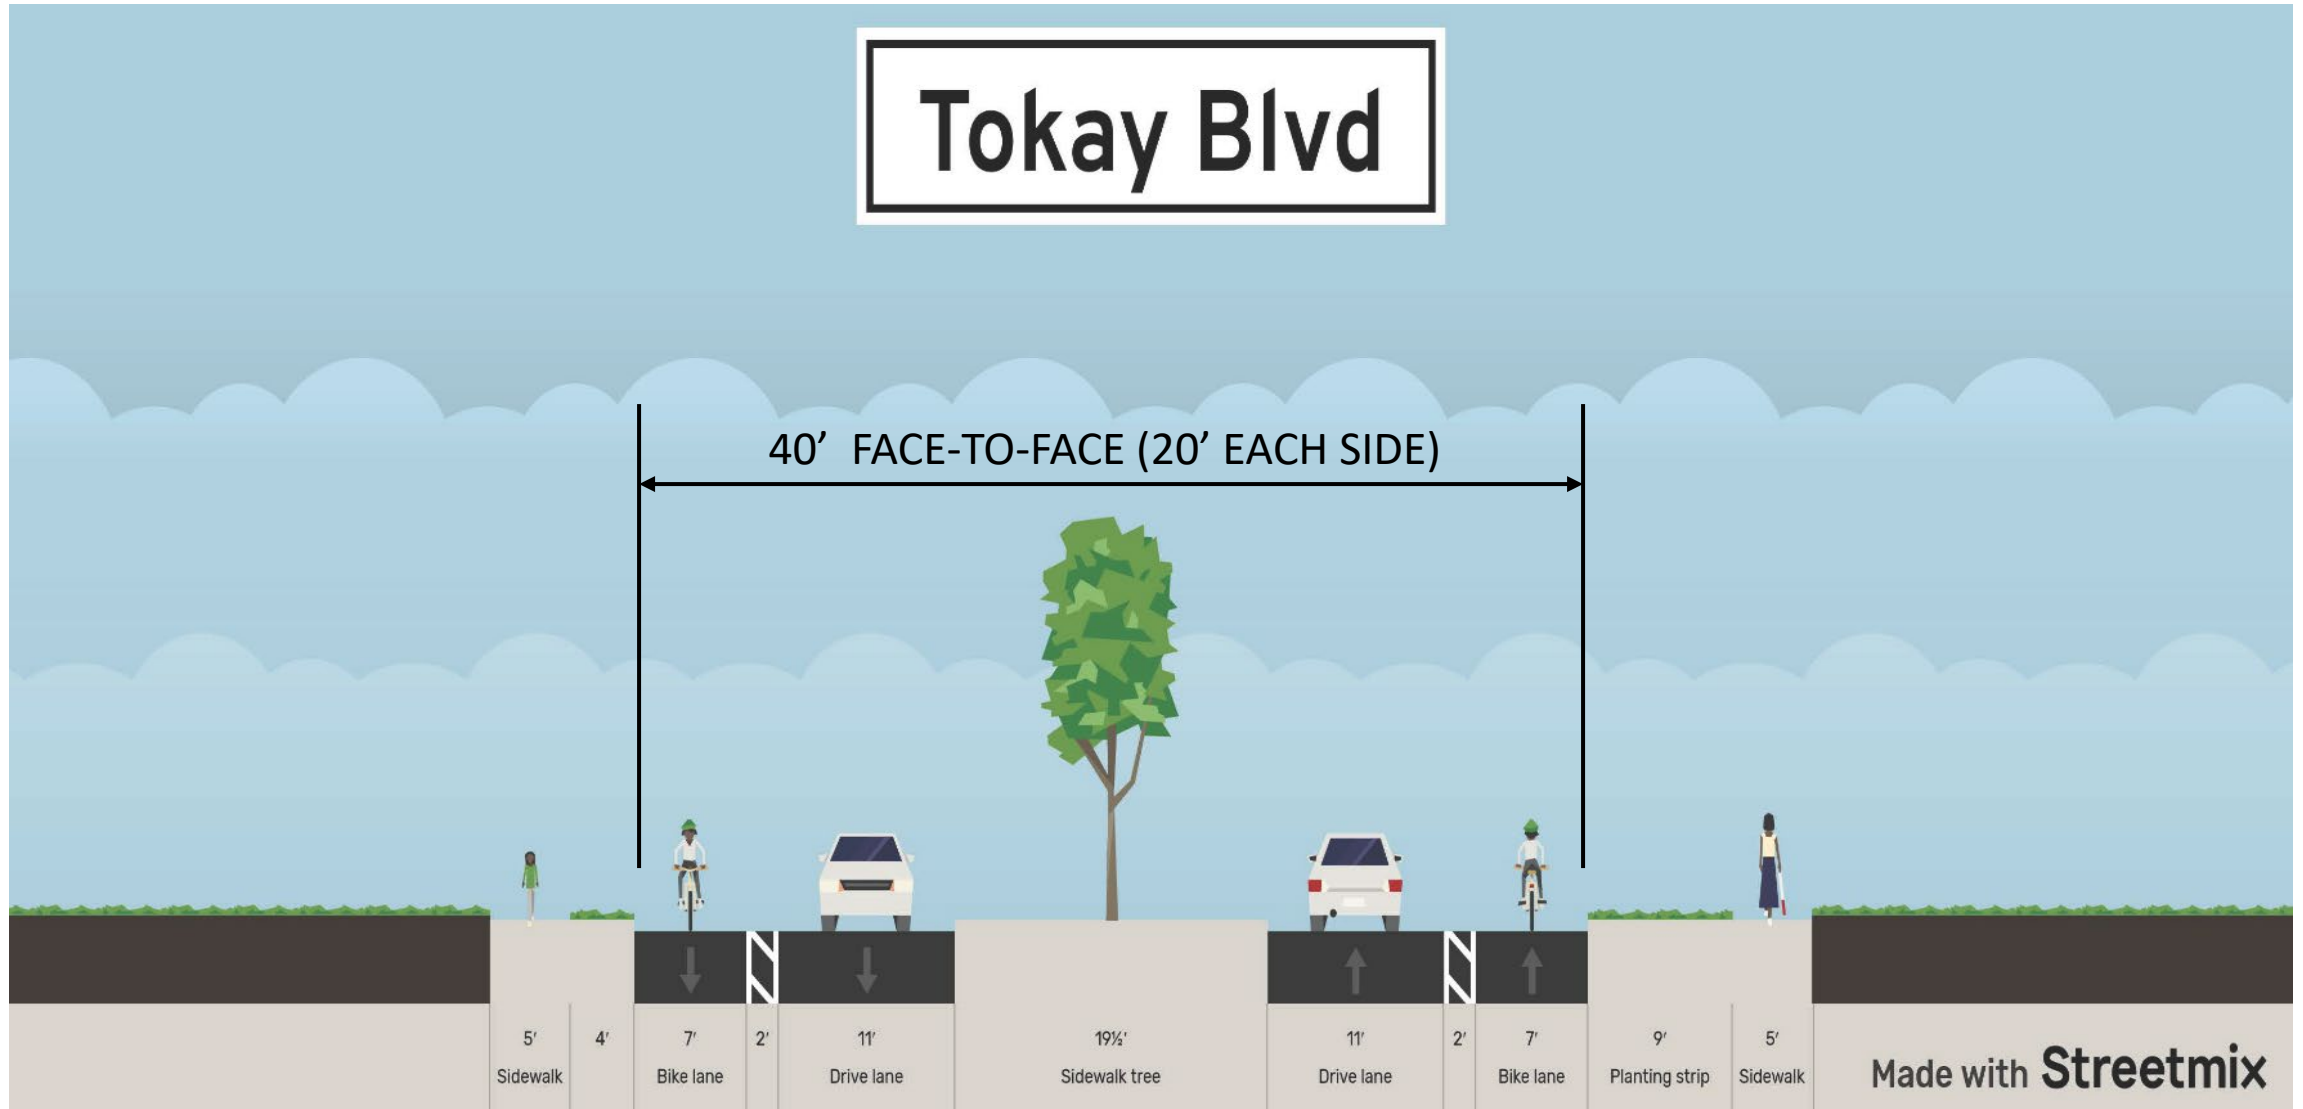 Tokay Blvd
40’ FACE-TO-FACE (20’ EACH SIDE)
5′ 4′ 7′ 2′ 11′ 19½′ 11′ 2′ 7′ 9′ 5′
Sidewalk Bike lane Drive lane Sidewalk tree Drive lane Bike lane Planting strip Sidewalk
Made with Streetmix